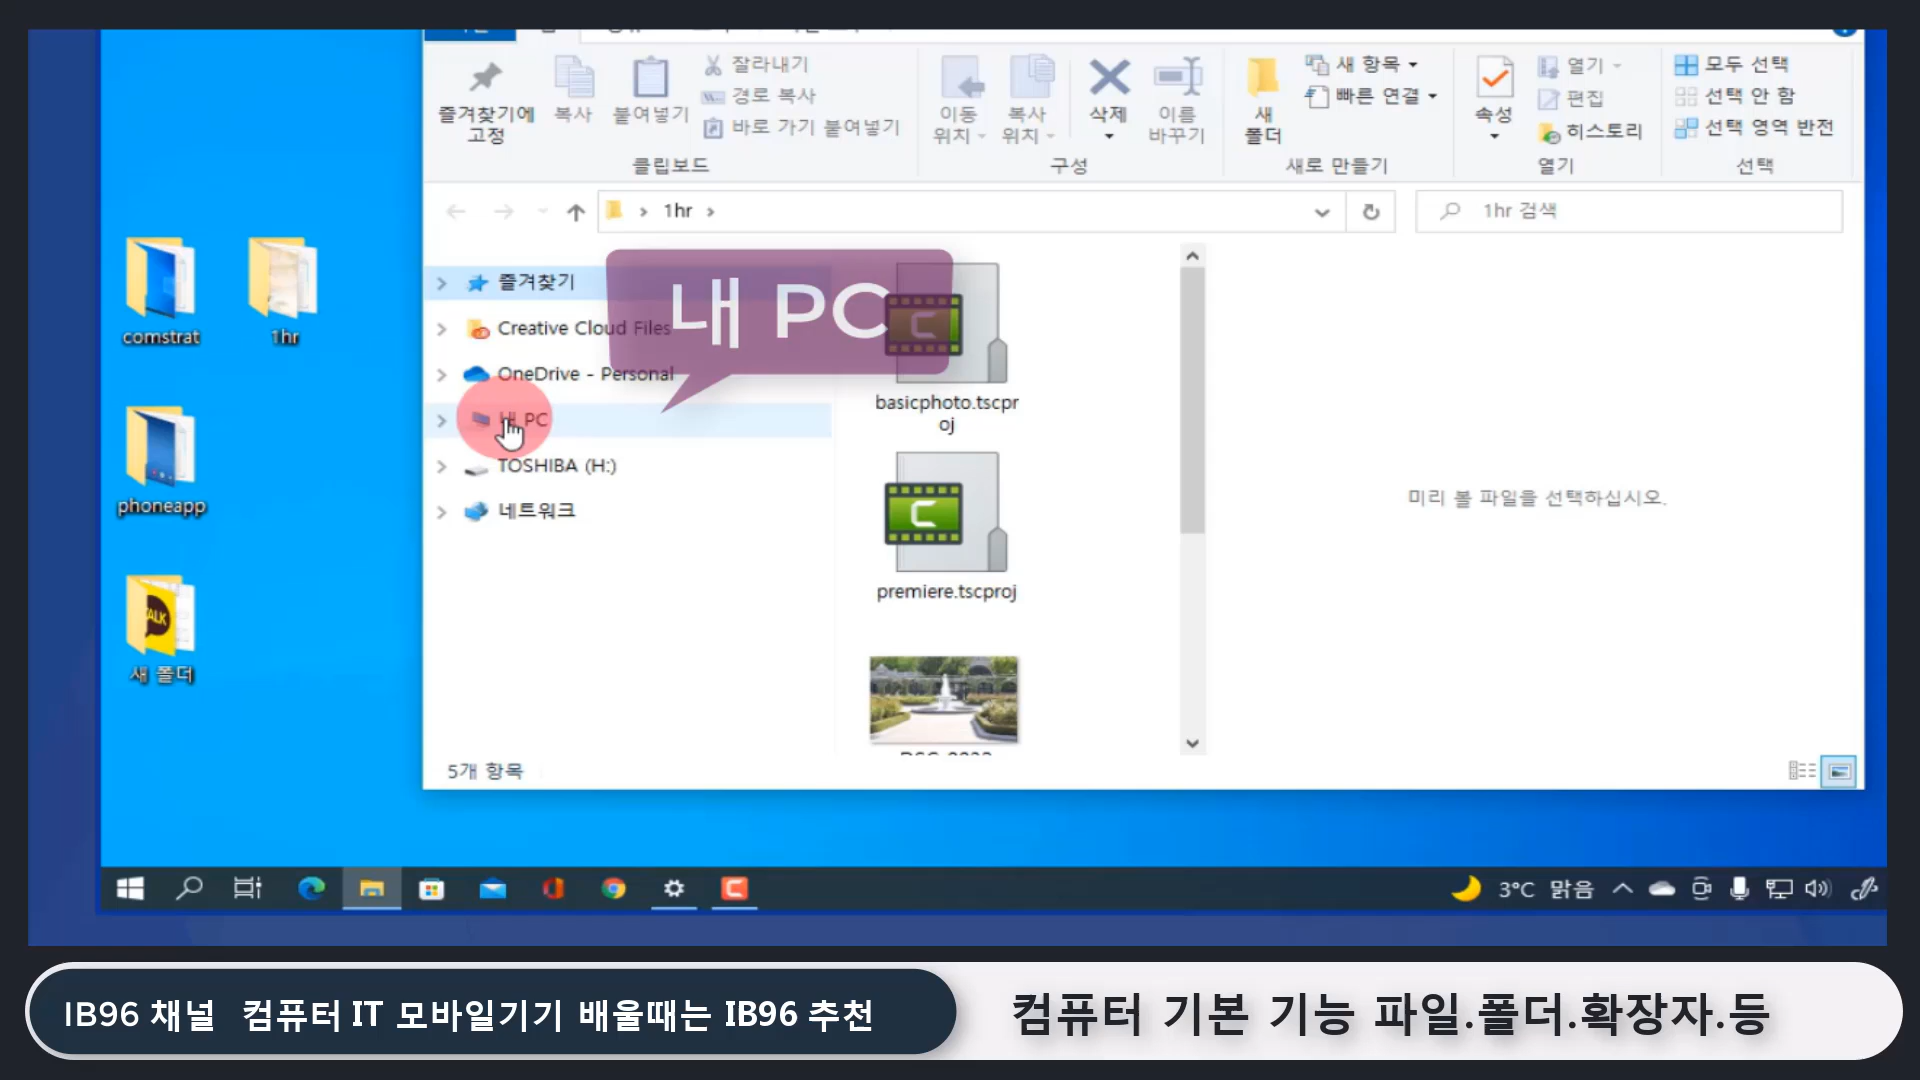 잘라내기
경로 복사
바로 가기 붙여넣기
즐겨찾기에
고정
복사
붙여넣기
클립보드
이동
위치
복사
위치
삭제
이름
바꾸기
구성
새
폴더
새 항목
빠른 연결
새로 만들기
속성
열기
편집
히스토리
열기
모두 선택
선택 안 함
선택 영역 반전
선택
1hr
1hr 검색
comstrat
1hr
phoneapp
새 폴더
즐겨찾기
Creative Cloud Files
OneDrive - Personal
내 PC
TOSHIBA (H:)
네트워크
내 PC
basicphoto.tscpr
oj
premiere.tscproj
미리 볼 파일을 선택하십시오.
5개 항목
3°C 맑음
IB96 채널 컴퓨터 IT 모바일기기 배울때는 IB96 추천
컴퓨터 기본 기능 파일.폴더.확장자.등